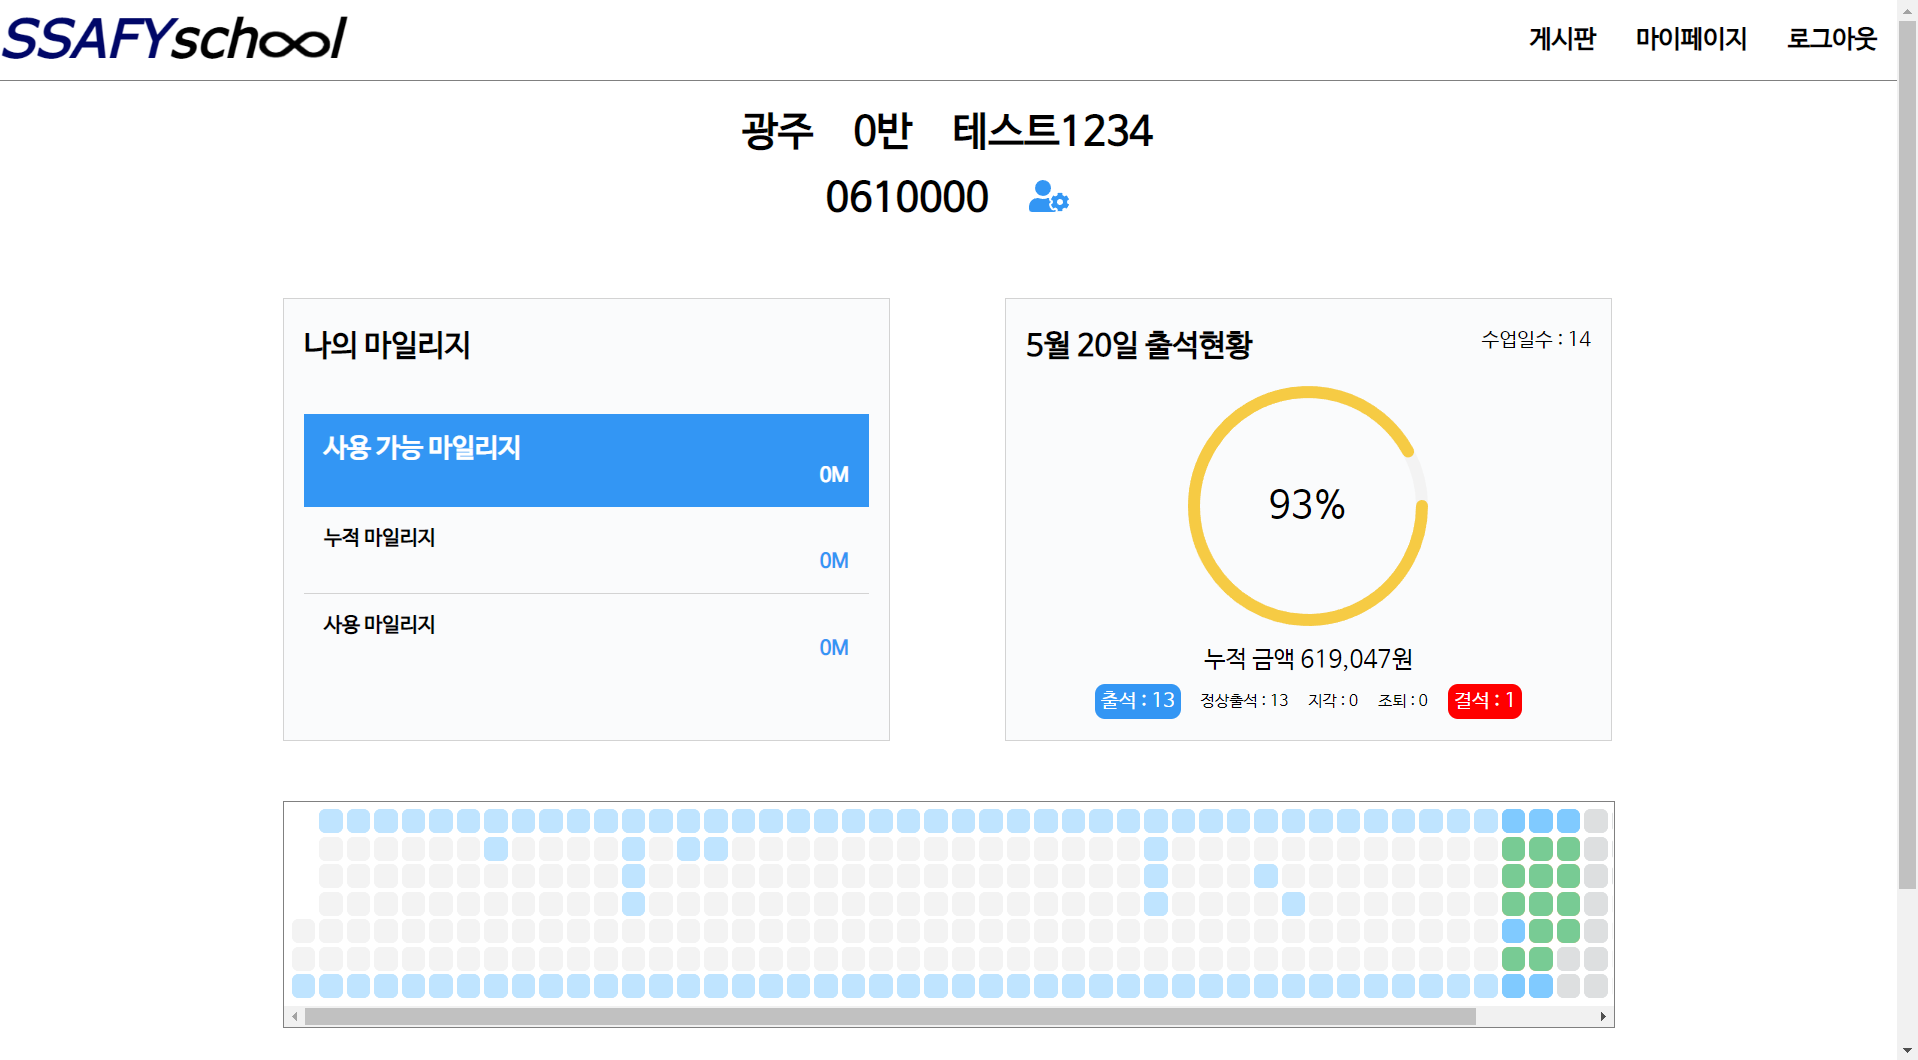 SSAFYschool
게시판 마이페이지 로그아웃
광주 0반 테스트1234
0610000
나의 마일리지
사용 가능 마일리지
0M
누적 마일리지
0M
사용 마일리지
0M
5월 20일 출석현황
수업일수 : 14
93%
누적 금액 619,047원
출석 : 13 정상출석 : 13 지각 : 0 조퇴 : 0 결석 : 1